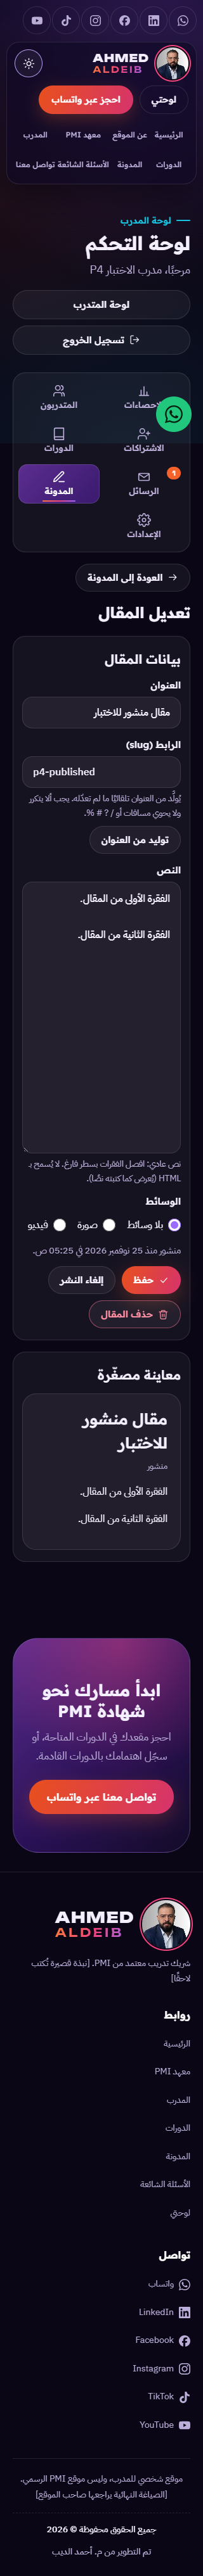 AHMED
ALDEIB
لوحتي
احجز عبر واتساب
الرئيسية
عن الموقع
معهد PMI
المدرب
الدورات
المدونة
الأسئلة الشائعة
تواصل معنا
لوحة المدرب
لوحة التحكم
مرحبًا، مدرب الاختبار P4
لوحة المتدرب
تسجيل الخروج
المتدربون
الاشتراكات
الدورات
الرسائل
1
المدونة
الإعدادات
العودة إلى المدونة
تعديل المقال
بيانات المقال
العنوان
مقال منشور للاختبار
الرابط (slug)
p4-published
يُولَّد من العنوان تلقائيًا ما لم تعدّله. يجب ألا يتكرر
ولا يحوي مسافات أو / ? # %.
توليد من العنوان
النص
الفقرة الأولى من المقال.
الفقرة الثانية من المقال.
نص عادي: افصل الفقرات بسطر فارغ. لا يُسمح بـ
HTML (يُعرض كما كتبته نصًا).
الوسائط
بلا وسائط
صورة
فيديو
منشور منذ 25 نوفمبر 2026 في 05:25 ص.
حفظ
إلغاء النشر
حذف المقال
معاينة مصغّرة
مقال منشور
للاختبار
منشور
الفقرة الأولى من المقال.
الفقرة الثانية من المقال.
ابدأ مسارك نحو
شهادة PMI
احجز مقعدك في الدورات المتاحة، أو
سجّل اهتمامك بالدورات القادمة.
تواصل معنا عبر واتساب
AHMED
ALDEIB
شريك تدريب معتمد من PMI. [نبذة قصيرة تُكتب
لاحقًا]
روابط
الرئيسية
معهد PMI
المدرب
الدورات
المدونة
الأسئلة الشائعة
لوحتي
تواصل
واتساب
LinkedIn
Facebook
Instagram
TikTok
YouTube
موقع شخصي للمدرب، وليس موقع PMI الرسمي.
[الصياغة النهائية يراجعها صاحب الموقع]
جميع الحقوق محفوظة © 2026
تم التطوير من م. أحمد الديب